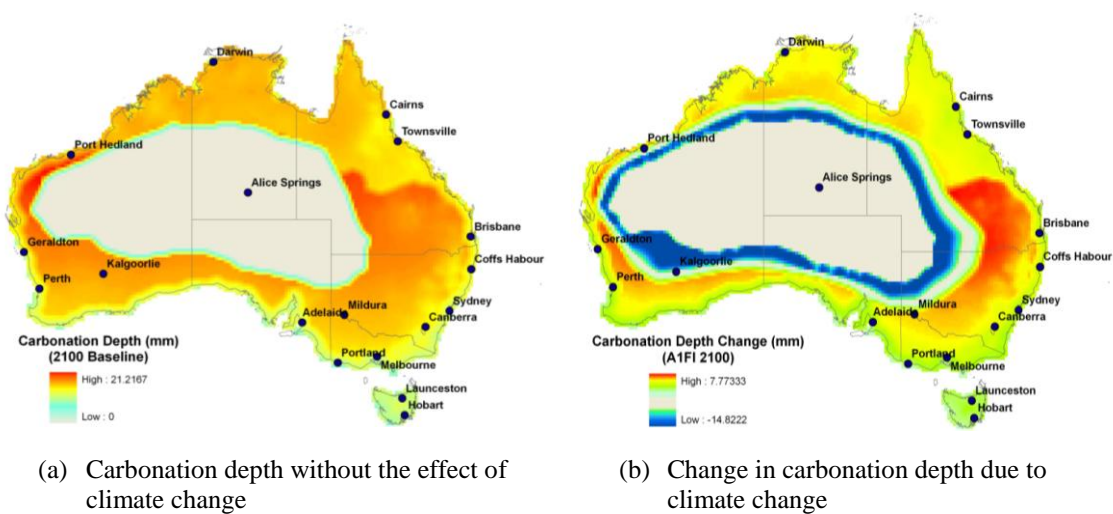 Darwin
Cairns
Townsville
Port Hedland
Alice Springs
Brisbane
Geraldton
Coffs Habour
Kalgoorlie
Perth
Sydney
Mildura
Adelaid
Canberra
Carbonation Depth (mm)
(2100 Baseline)
Portland
Melbourne
High : 21.2167
Launceston
Low : 0
Hobart
(a) Carbonation depth without the effect of
climate change
Darwin
Cairns
Townsville
Port Hedland
Alice Springs
Brisbane
Geraldton
Coffs Habour
Kalgoorlie
Perth
Sydney
Mildura
Adelaid
Canberra
Carbonation Depth Change (mm)
(A1FI 2100)
Portland
Melbourne
High : 7.77333
Launceston
Low : -14.8222
Hobart
(b) Change in carbonation depth due to
climate change